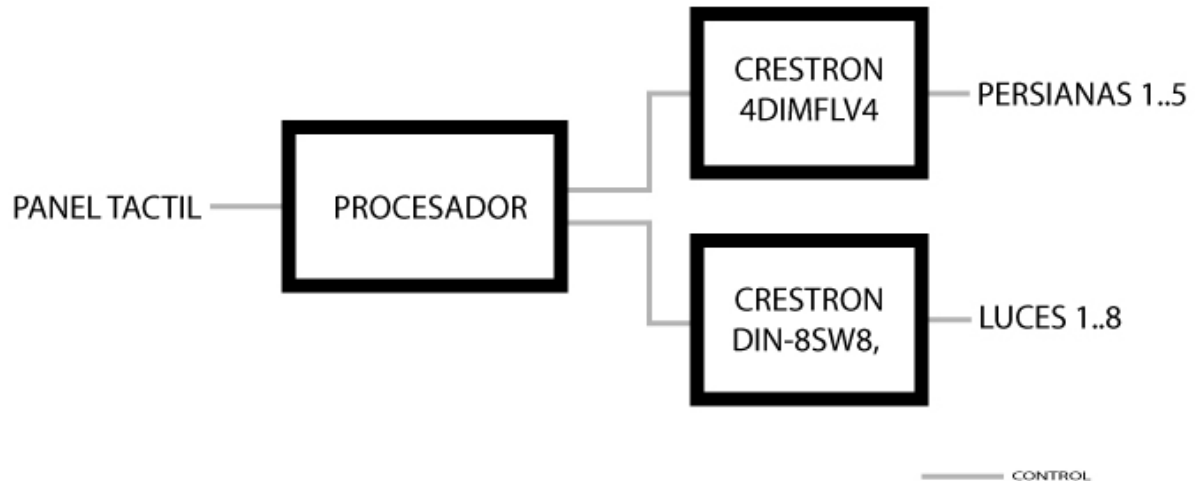 CRESTRON
4DIMFLV4
PERSIANAS 1..5
PANEL TACTIL
PROCESADOR
CRESTRON
DIN-8SW8,
LUCES 1..8
CONTROL